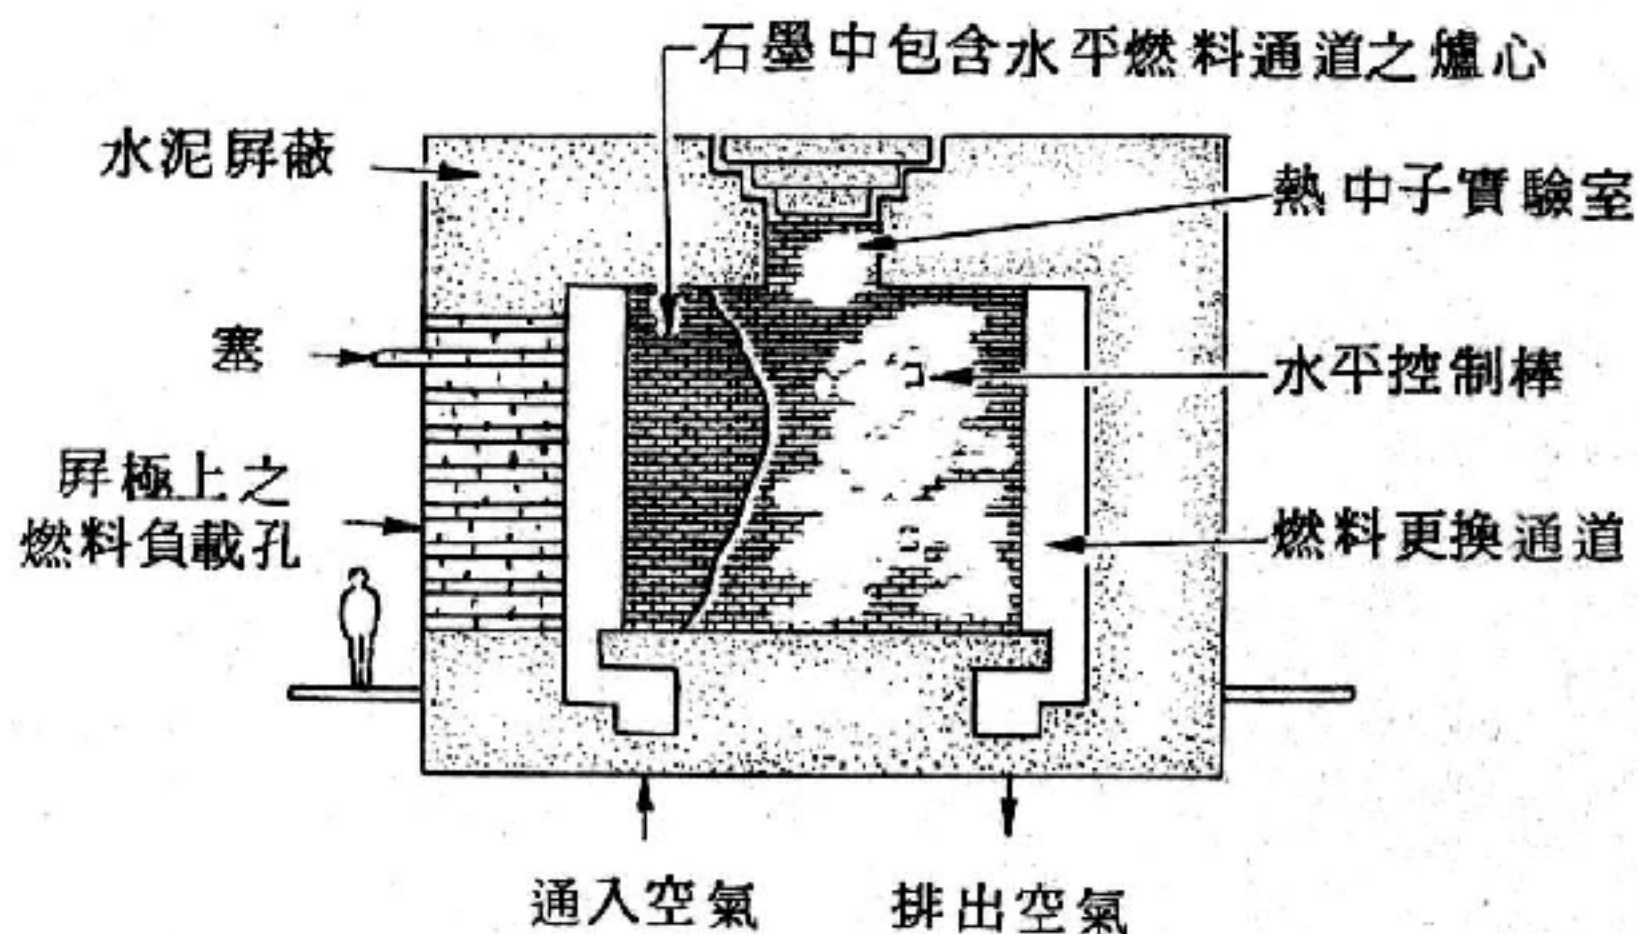 石墨中包含水平燃料通道之爐心
水泥屏蔽
熱中子實驗室
塞
水平控制棒
屏極上之
燃料負載孔
燃料更換通道
通入空氣
排出空氣